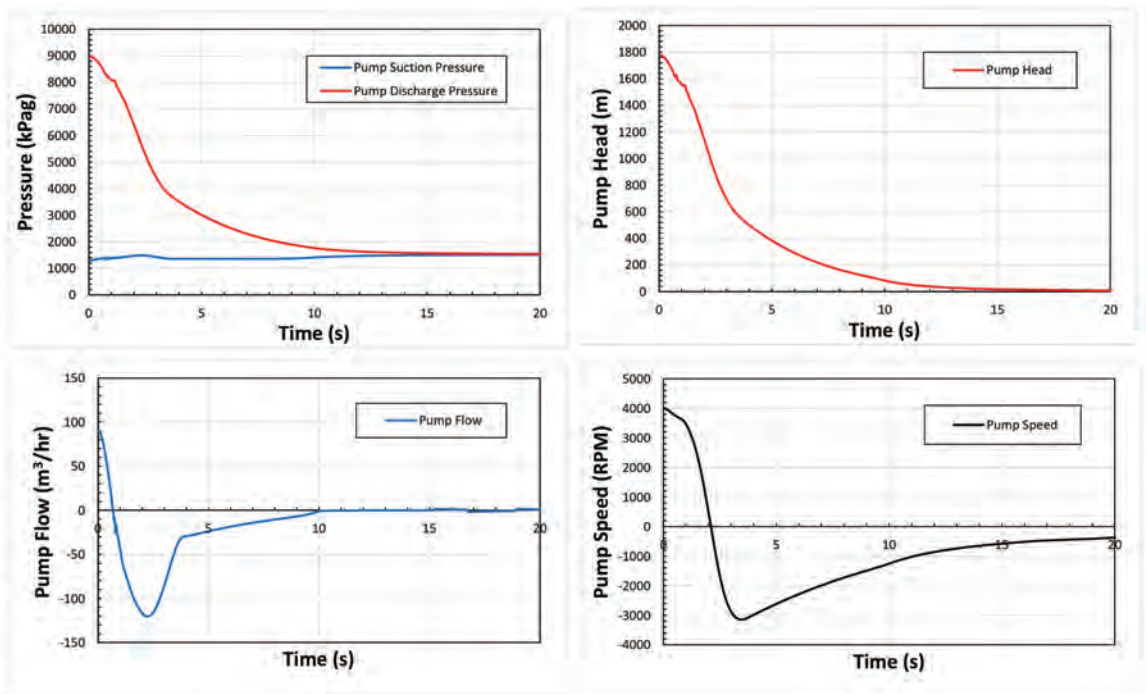 10000
9000
8000
7000
6000
5000
4000
3000
2000
1000
0
Pressure (kPag)
Pump Suction Pressure
Pump Discharge Pressure
0 5 10 15 20
Time (s)
2000
1800
1600
1400
1200
1000
800
600
400
200
0
Pump Head (m)
Pump Head
0 5 10 15 20
Time (s)
150
100
50
0
-50
-100
-150
Pump Flow (m³/hr)
Pump Flow
0 5 10 15 20
Time (s)
5000
4000
3000
2000
1000
0
-1000
-2000
-3000
-4000
Pump Speed (RPM)
Pump Speed
0 5 10 15 20
Time (s)